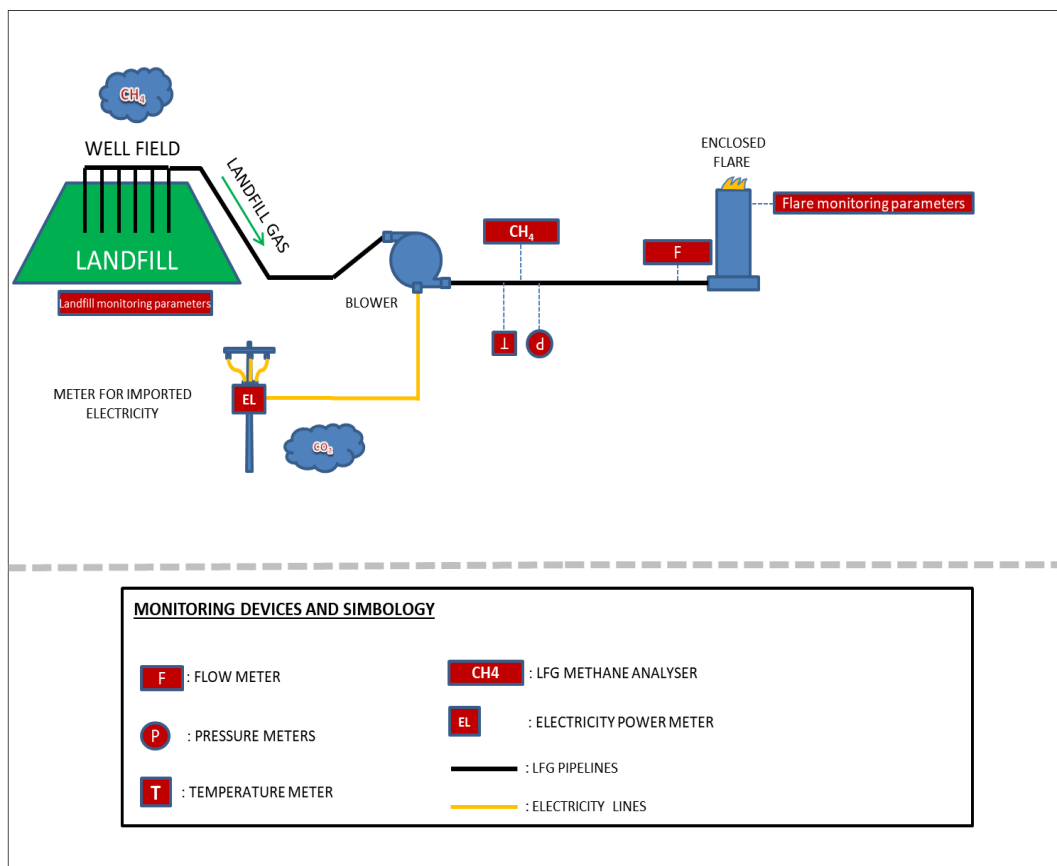 CH₄
WELL FIELD
LANDFILL GAS
LANDFILL
Landfill monitoring parameters
BLOWER
CH₄
F
ENCLOSED
FLARE
Flare monitoring parameters
T
P
METER FOR IMPORTED
ELECTRICITY
EL
CO₂
MONITORING DEVICES AND SIMBOLOGY
F : FLOW METER
P : PRESSURE METERS
T : TEMPERATURE METER
CH4 : LFG METHANE ANALYSER
EL : ELECTRICITY POWER METER
: LFG PIPELINES
: ELECTRICITY LINES